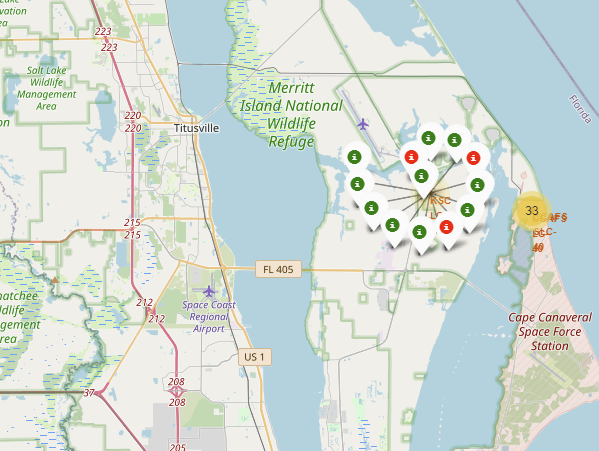 223
223
Salt Lake
Wildlife
Management
Area
220
220
Titusville
Merritt
Island National
Wildlife
Refuge
Florida
KSC
LC
33
215
215
FL 405
212
212
Space Coast
Regional
Airport
US 1
Cape Canaveral
Space Force
Station
37
208
208
205